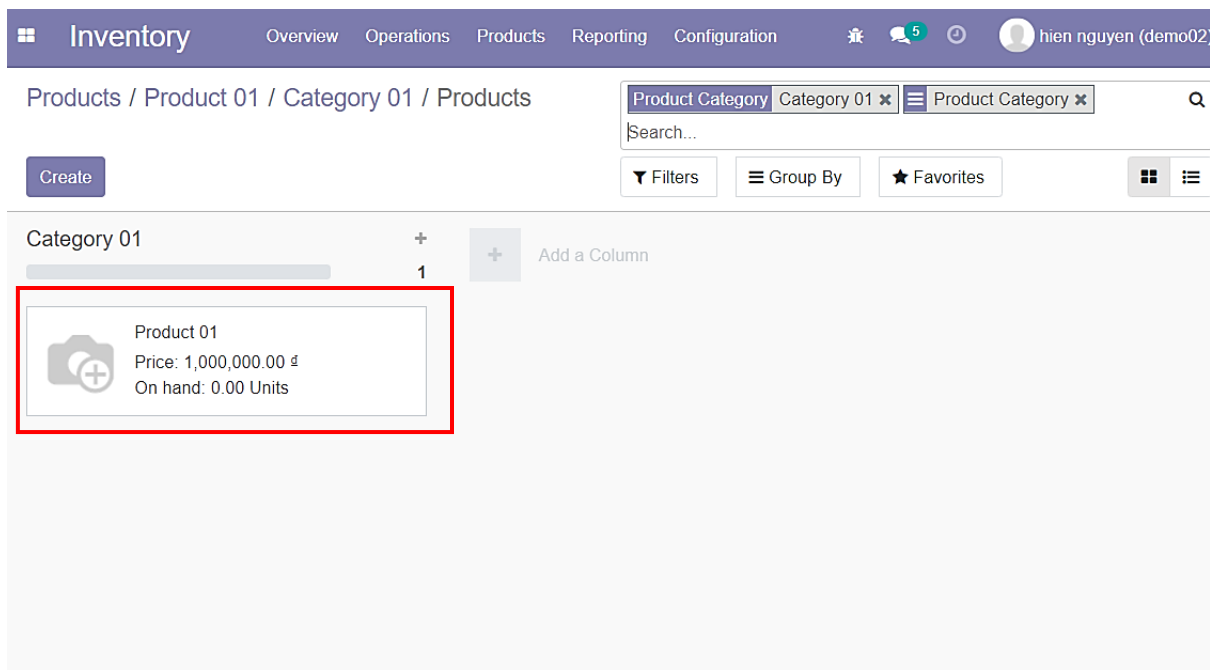 Inventory Overview Operations Products Reporting Configuration 5 hien nguyen (demo02)
Products / Product 01 / Category 01 / Products
Product Category Category 01 × Product Category ×
Search...
Create
Filters Group By Favorites
Category 01 +
1
+ Add a Column
Product 01
Price: 1,000,000.00 ₫
On hand: 0.00 Units